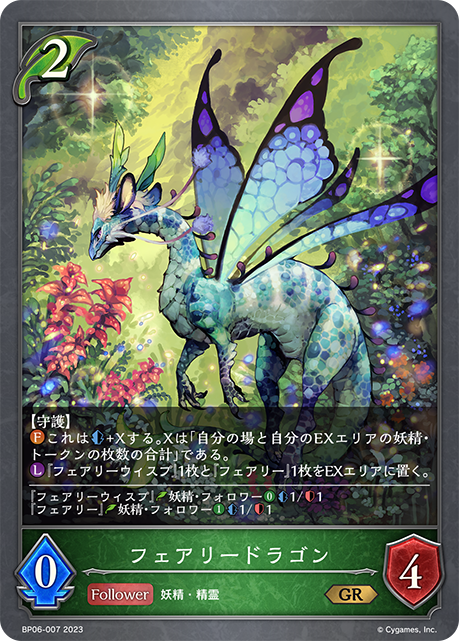 2
【守護】
Fこれは+Xする。Xは「自分の場と自分のEXエリアの妖精・
トークンの枚数の合計」である。
L『フェアリーウィスプ』1枚と『フェアリー』1枚をEXエリアに置く。
『フェアリーウィスプ』妖精・フォロワー0 1/1
『フェアリー』妖精・フォロワー1 1/1
フェアリードラゴン
0
Follower 妖精・精霊 GR
4
BP06-007 2023 © Cygames, Inc.